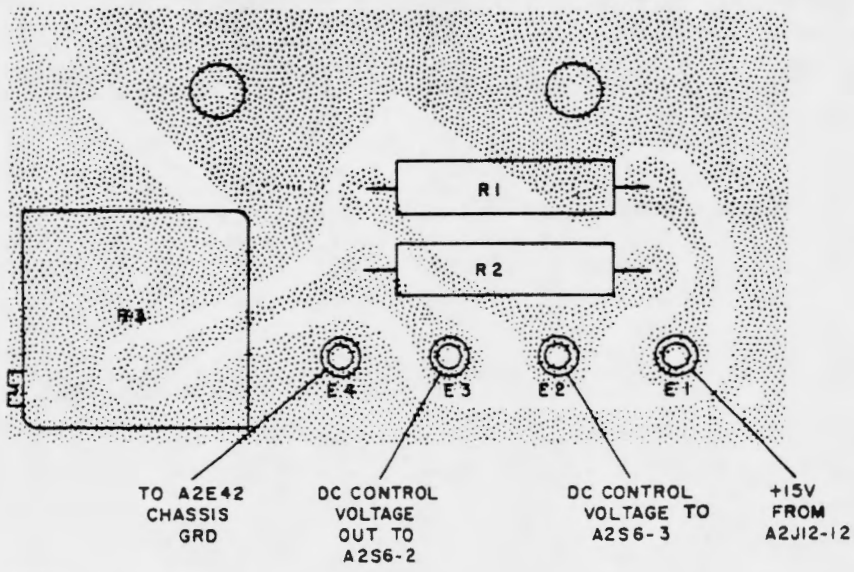 R1
R2
R3
E4 E3 E2 E1
TO A2E42
CHASSIS
GRD
DC CONTROL
VOLTAGE
OUT TO
A2S6-2
DC CONTROL
VOLTAGE TO
A2S6-3
+15V
FROM
A2J12-12